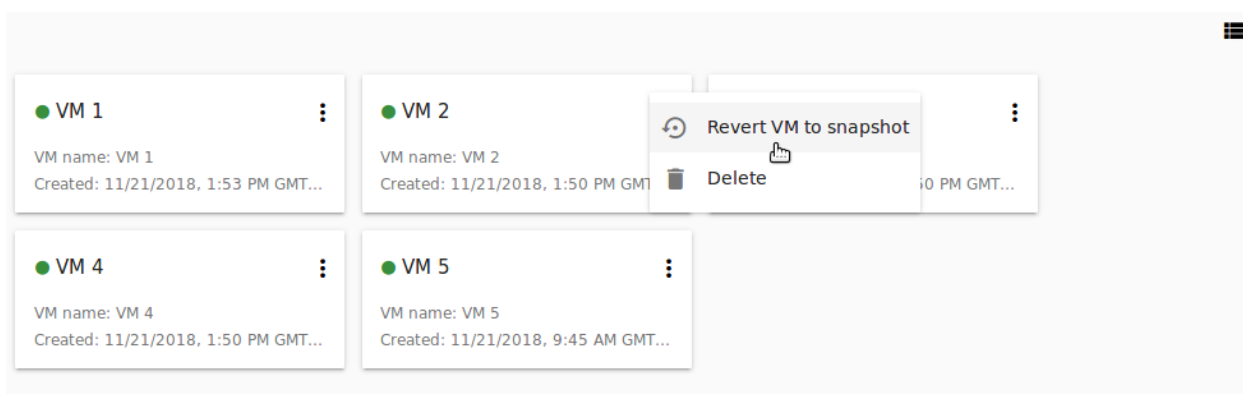 VM 1
VM name: VM 1
Created: 11/21/2018, 1:53 PM GMT...
VM 2
VM name: VM 2
Created: 11/21/2018, 1:50 PM GMT
Revert VM to snapshot
Delete
0 PM GMT...
VM 4
VM name: VM 4
Created: 11/21/2018, 1:50 PM GMT...
VM 5
VM name: VM 5
Created: 11/21/2018, 9:45 AM GMT...